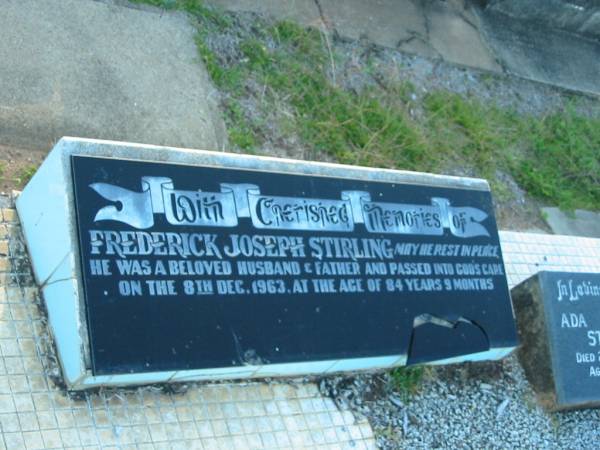 With Cherished Memories Of
FREDERICK JOSEPH STIRLING MAY HE REST IN PEACE,
HE WAS A BELOVED HUSBAND & FATHER AND PASSED INTO GOD'S CARE
ON THE 8TH DEC. 1963. AT THE AGE OF 84 YEARS 9 MONTHS
In Lovin
ADA
ST
DIED
AG